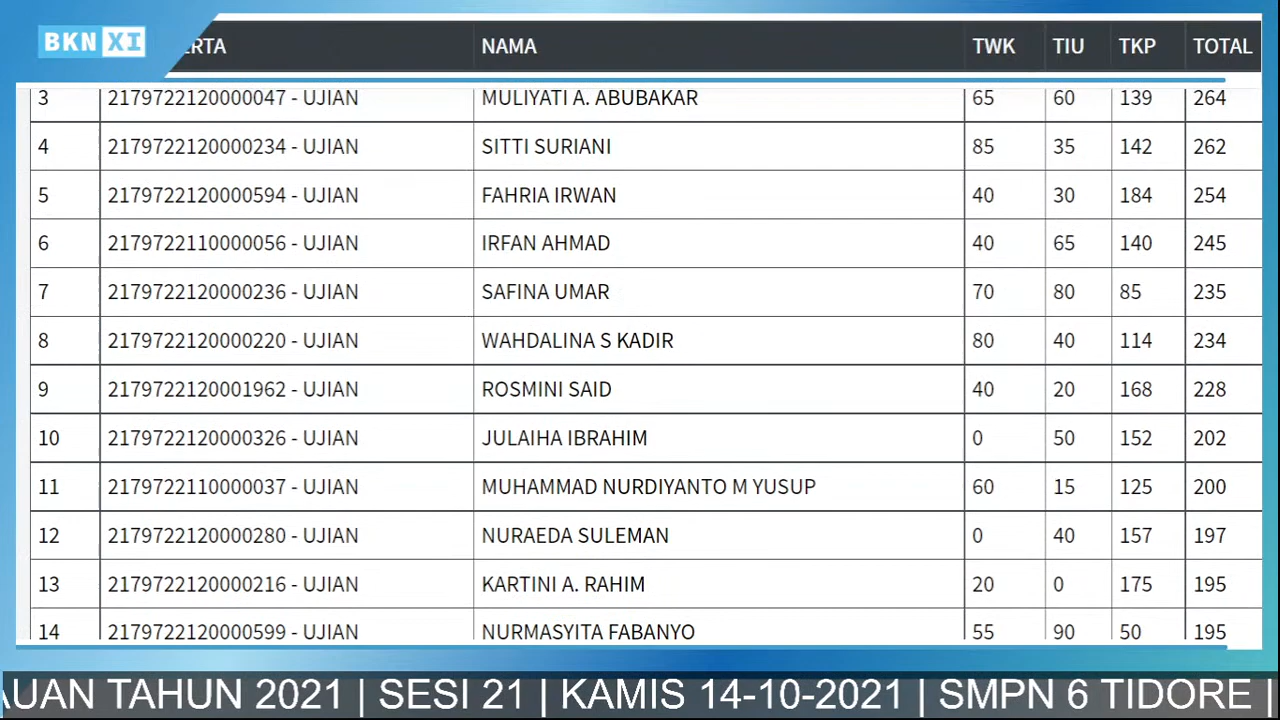 BKN XI
ERTA NAMA TWK TIU TKP TOTAL
3 2179722120000047 - UJIAN MULIYATI A. ABUBAKAR 65 60 139 264
4 2179722120000234 - UJIAN SITTI SURIANI 85 35 142 262
5 2179722120000594 - UJIAN FAHRIA IRWAN 40 30 184 254
6 2179722110000056 - UJIAN IRFAN AHMAD 40 65 140 245
7 2179722120000236 - UJIAN SAFINA UMAR 70 80 85 235
8 2179722120000220 - UJIAN WAHDALINA S KADIR 80 40 114 234
9 2179722120001962 - UJIAN ROSMINI SAID 40 20 168 228
10 2179722120000326 - UJIAN JULAIHA IBRAHIM 0 50 152 202
11 2179722110000037 - UJIAN MUHAMMAD NURDIYANTO M YUSUP 60 15 125 200
12 2179722120000280 - UJIAN NURAEDA SULEMAN 0 40 157 197
13 2179722120000216 - UJIAN KARTINI A. RAHIM 20 0 175 195
14 2179722120000599 - UJIAN NURMASYITA FABANYO 55 90 50 195
AUAN TAHUN 2021 | SESI 21 | KAMIS 14-10-2021 | SMPN 6 TIDORE |